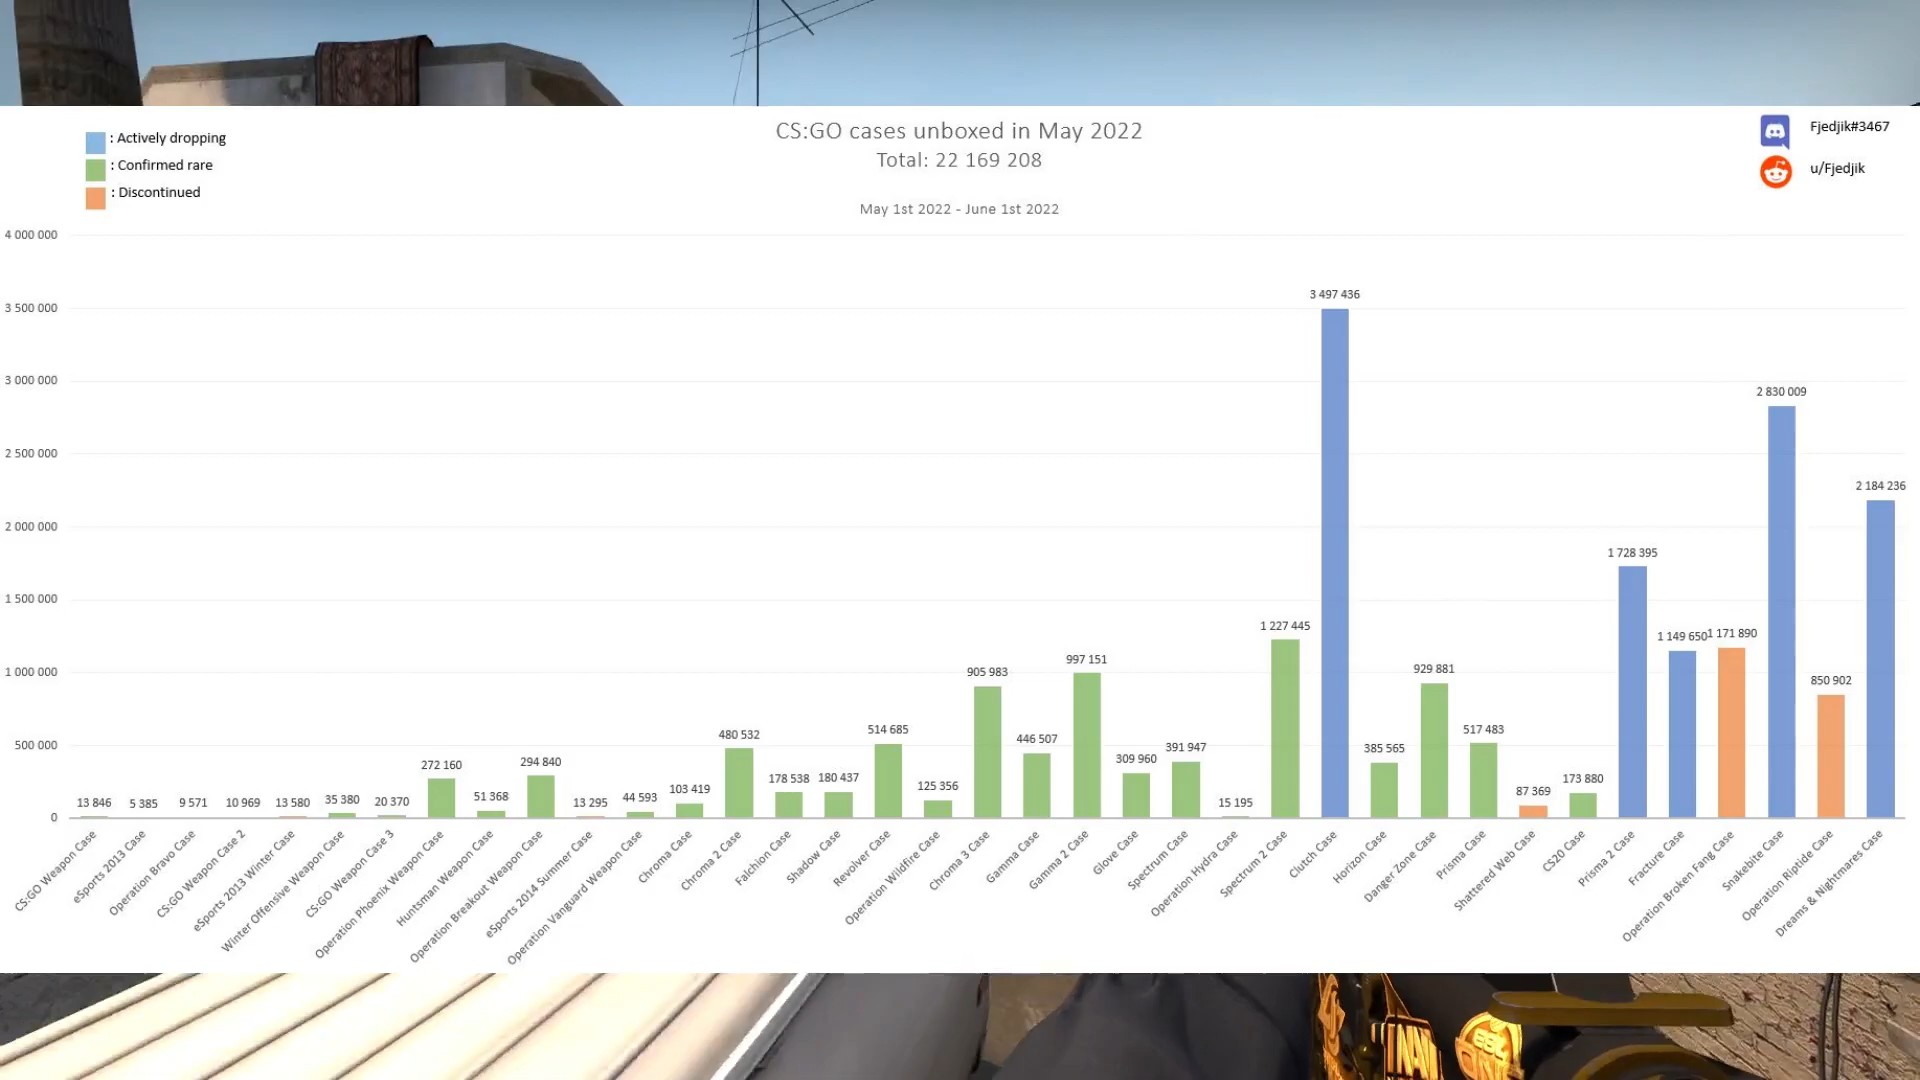 CS:GO cases unboxed in May 2022
Total: 22 169 208
May 1st 2022 - June 1st 2022
: Actively dropping
: Confirmed rare
: Discontinued
Fjedjik#3467
u/Fjedjik
4 000 000
3 500 000
3 000 000
2 500 000
2 000 000
1 500 000
1 000 000
500 000
0
13 846
5 385
9 571
10 969
13 580
35 380
20 370
272 160
51 368
294 840
13 295
44 593
103 419
480 532
178 538
180 437
514 685
125 356
905 983
446 507
997 151
309 960
391 947
15 195
1 227 445
3 497 436
385 565
929 881
517 483
87 369
173 880
1 728 395
1 149 650
1 171 890
2 830 009
850 902
2 184 236
CS:GO Weapon Case
eSports 2013 Case
Operation Bravo Case
CS:GO Weapon Case 2
eSports 2013 Winter Case
Winter Offensive Weapon Case
CS:GO Weapon Case 3
Operation Phoenix Weapon Case
Huntsman Weapon Case
Operation Breakout Weapon Case
eSports 2014 Summer Case
Operation Vanguard Weapon Case
Chroma Case
Chroma 2 Case
Falchion Case
Shadow Case
Revolver Case
Operation Wildfire Case
Chroma 3 Case
Gamma Case
Gamma 2 Case
Glove Case
Spectrum Case
Operation Hydra Case
Spectrum 2 Case
Clutch Case
Horizon Case
Danger Zone Case
Prisma Case
Shattered Web Case
CS20 Case
Prisma 2 Case
Fracture Case
Operation Broken Fang Case
Snakebite Case
Operation Riptide Case
Dreams & Nightmares Case